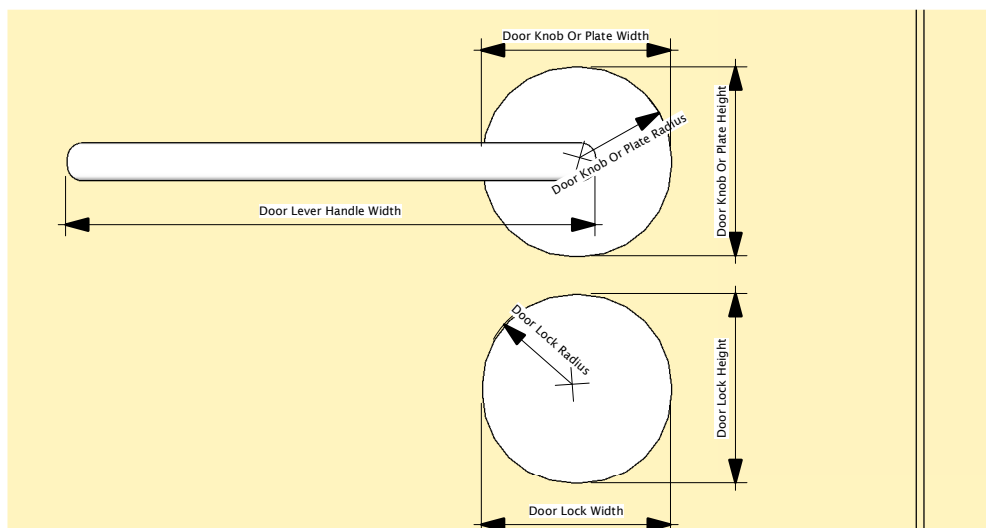 Door Knob Or Plate Width
Door Knob Or Plate Height
Door Knob Or Plate Radius
Door Lever Handle Width
Door Lock Radius
Door Lock Height
Door Lock Width